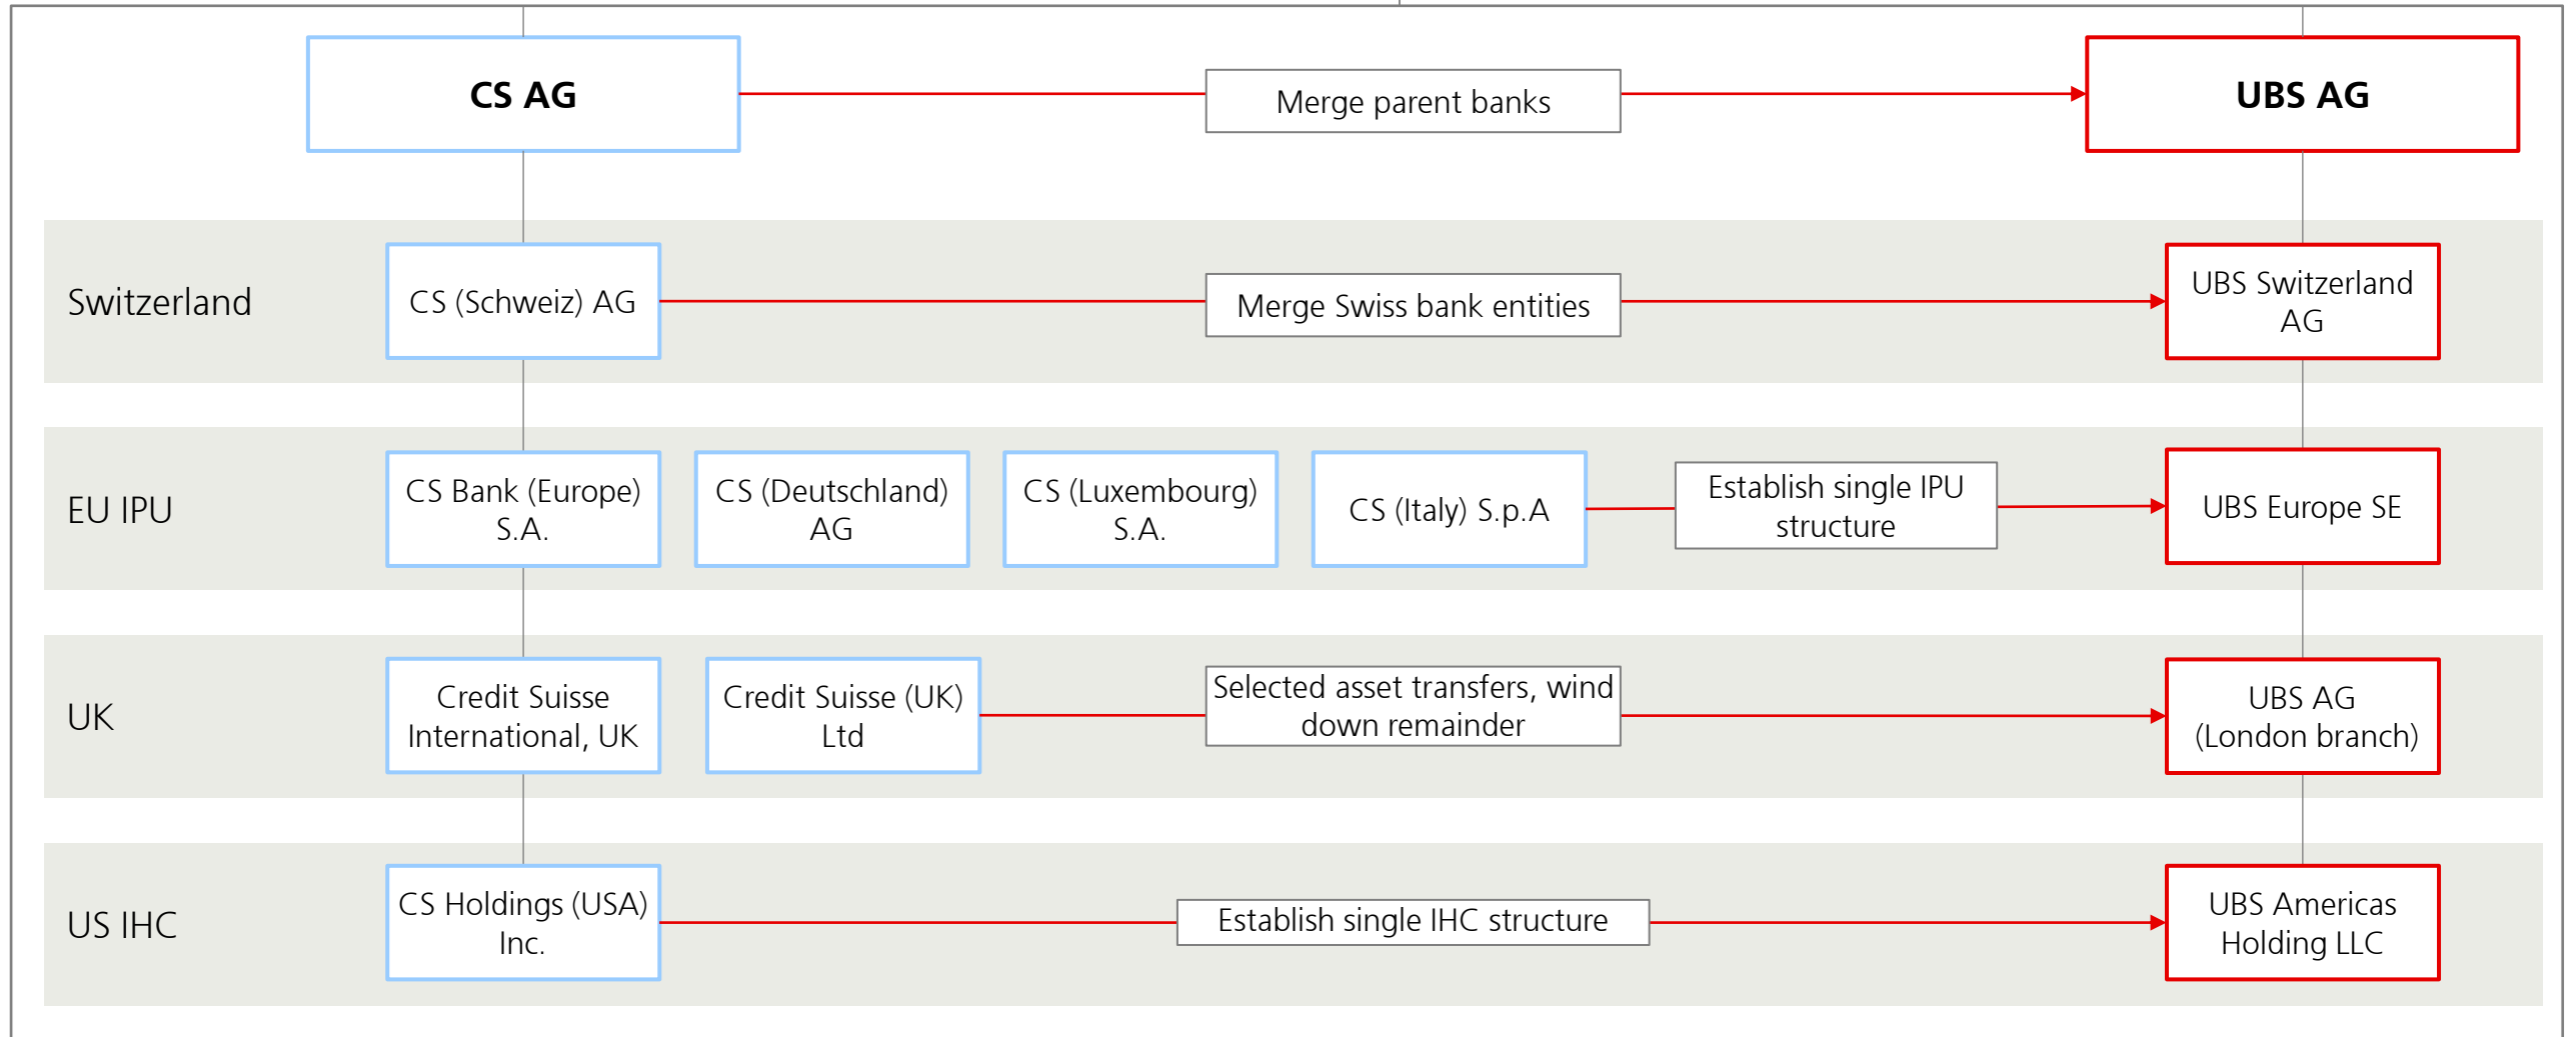 CS AG
Merge parent banks
UBS AG
Switzerland
CS (Schweiz) AG
Merge Swiss bank entities
UBS Switzerland
AG
EU IPU
CS Bank (Europe)
S.A.
CS (Deutschland)
AG
CS (Luxembourg)
S.A.
CS (Italy) S.p.A
Establish single IPU
structure
UBS Europe SE
UK
Credit Suisse
International, UK
Credit Suisse (UK)
Ltd
Selected asset transfers, wind
down remainder
UBS AG
(London branch)
US IHC
CS Holdings (USA)
Inc.
Establish single IHC structure
UBS Americas
Holding LLC